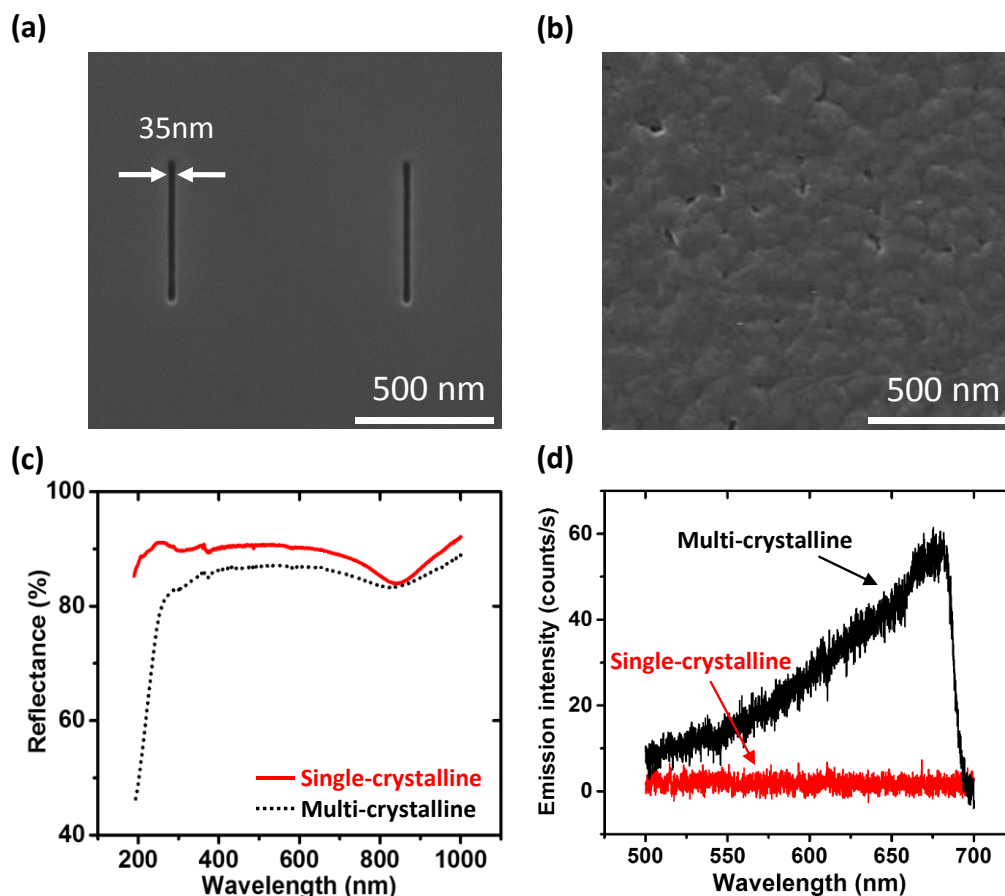 (a)
35nm
500 nm
(b)
500 nm
(c)
100
80
60
40
200
400
600
800
1000
Reflectance (%)
Wavelength (nm)
Single-crystalline
Multi-crystalline
(d)
60
40
20
0
500
550
600
650
700
Emission intensity (counts/s)
Wavelength (nm)
Multi-crystalline
Single-crystalline